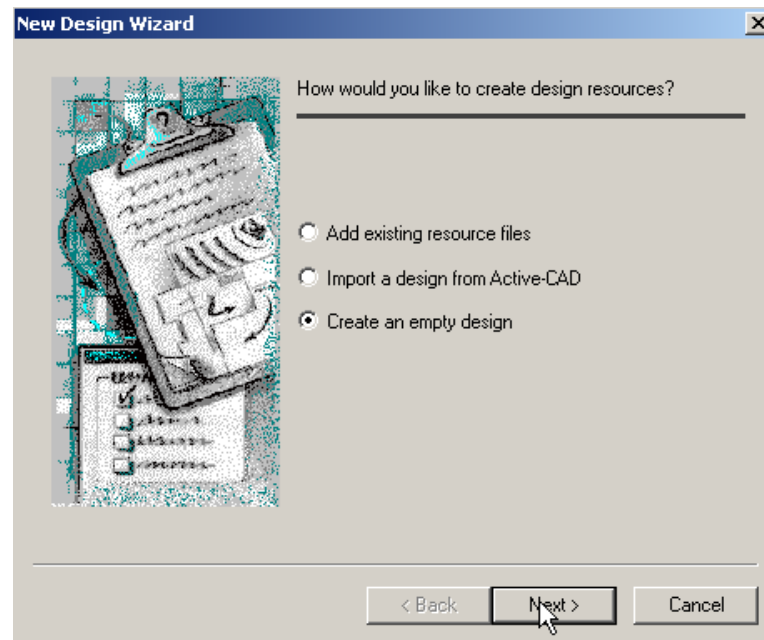 New Design Wizard
How would you like to create design resources?
Add existing resource files
Import a design from Active-CAD
Create an empty design
< Back
Next >
Cancel